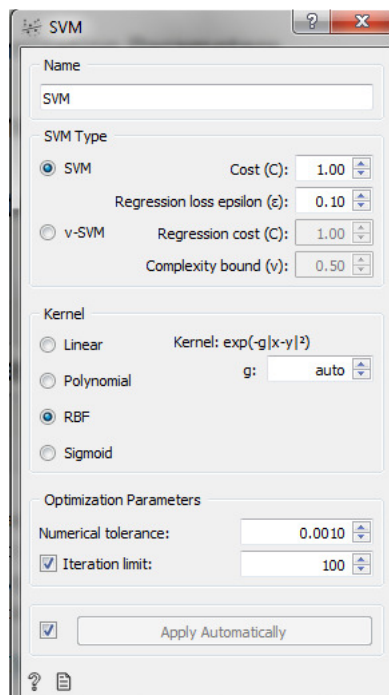 SVM
Name
SVM
SVM Type
SVM Cost (C): 1.00
Regression loss epsilon (ε): 0.10
ν-SVM Regression cost (C): 1.00
Complexity bound (ν): 0.50
Kernel
Linear Kernel: exp(-g|x-y|²)
g: auto
Polynomial
RBF
Sigmoid
Optimization Parameters
Numerical tolerance: 0.0010
Iteration limit: 100
Apply Automatically
?